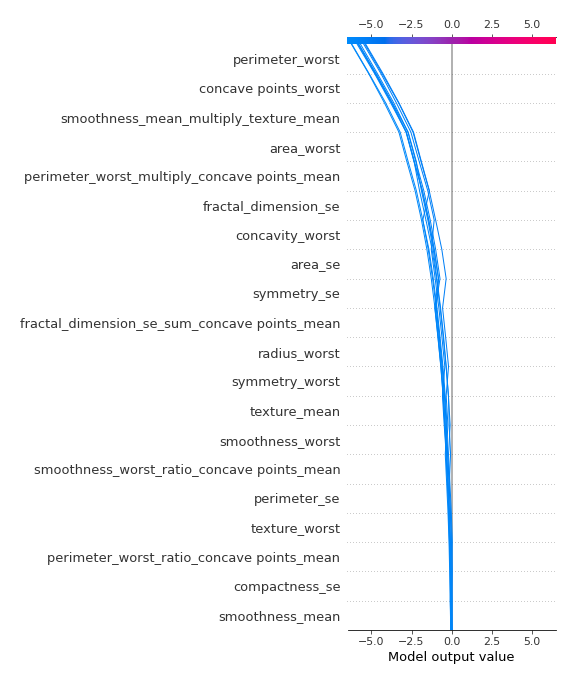 −5.0 −2.5 0.0 2.5 5.0
perimeter_worst
concave points_worst
smoothness_mean_multiply_texture_mean
area_worst
perimeter_worst_multiply_concave points_mean
fractal_dimension_se
concavity_worst
area_se
symmetry_se
fractal_dimension_se_sum_concave points_mean
radius_worst
symmetry_worst
texture_mean
smoothness_worst
smoothness_worst_ratio_concave points_mean
perimeter_se
texture_worst
perimeter_worst_ratio_concave points_mean
compactness_se
smoothness_mean
−5.0 −2.5 0.0 2.5 5.0
Model output value